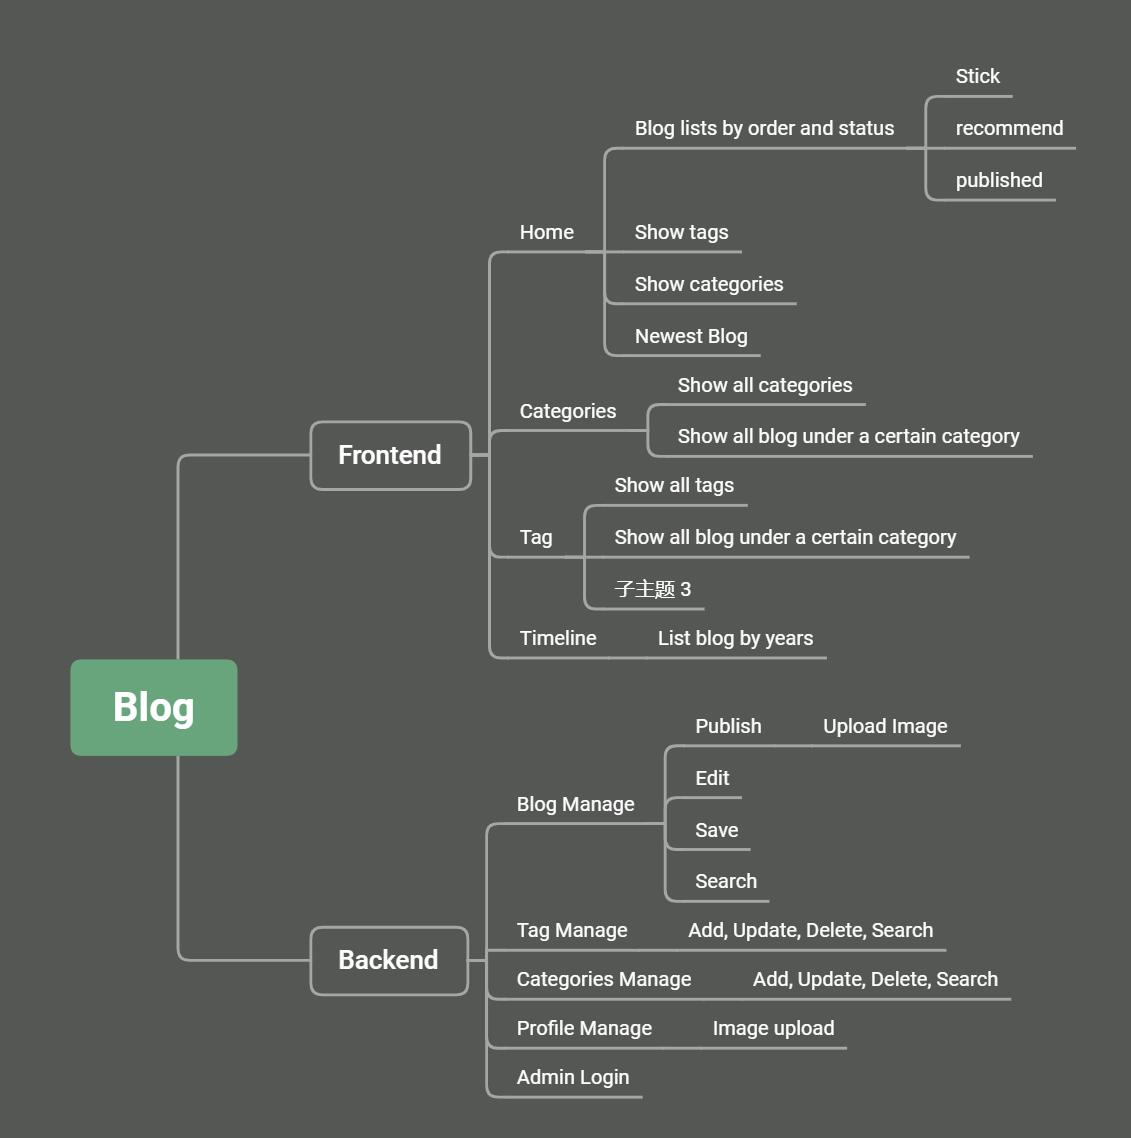 Blog
Frontend
Home
Blog lists by order and status
Stick
recommend
published
Show tags
Show categories
Newest Blog
Categories
Show all categories
Show all blog under a certain category
Tag
Show all tags
Show all blog under a certain category
子主题 3
Timeline
List blog by years
Backend
Blog Manage
Publish
Upload Image
Edit
Save
Search
Tag Manage
Add, Update, Delete, Search
Categories Manage
Add, Update, Delete, Search
Profile Manage
Image upload
Admin Login